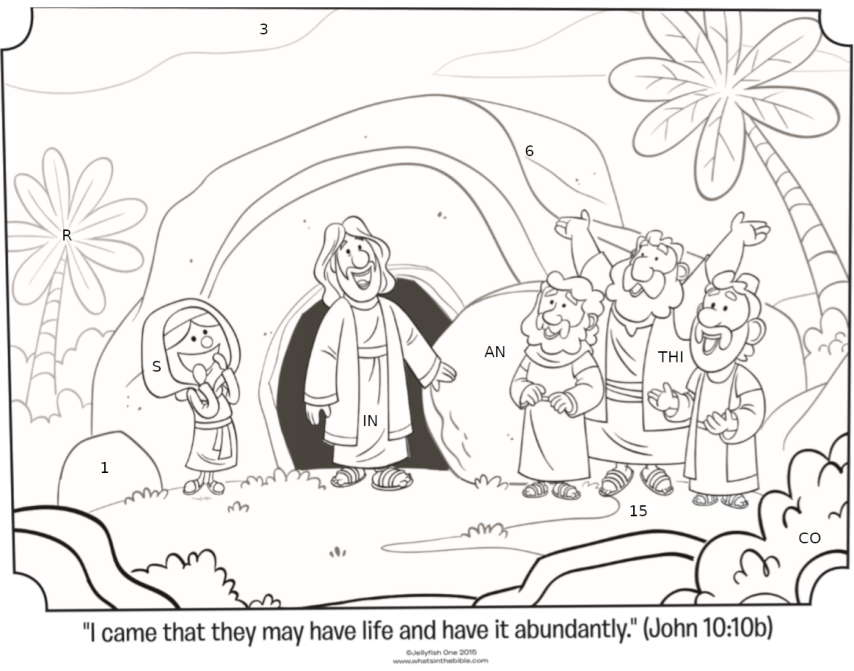 3
6
R
AN
THI
S
IN
1
15
CO
"I came that they may have life and have it abundantly." (John 10:10b)
©Jellyfish One 2015
www.whatsinthebible.com